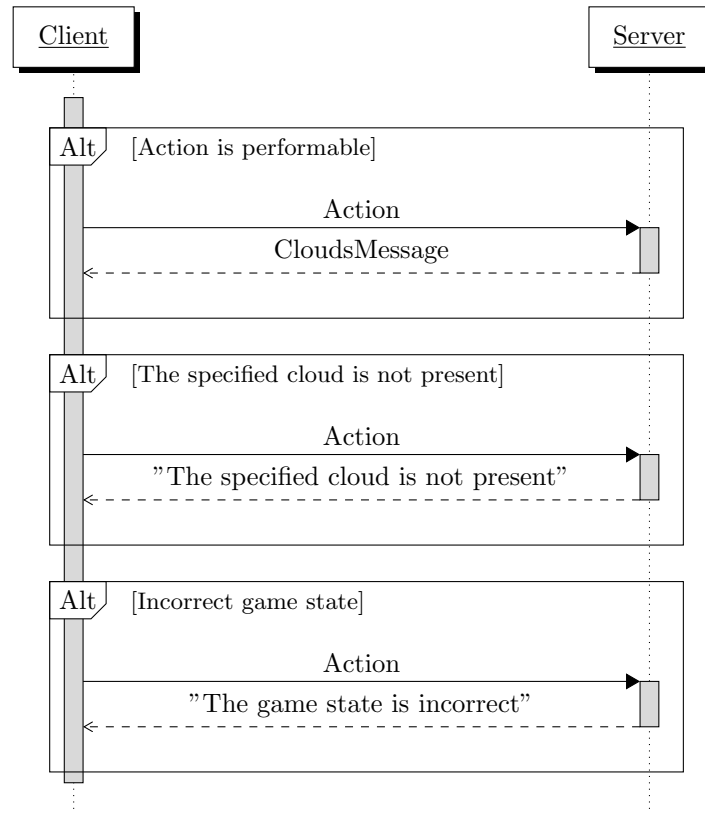 Client
Server
Alt
[Action is performable]
Action
CloudsMessage
Alt
[The specified cloud is not present]
Action
”The specified cloud is not present”
Alt
[Incorrect game state]
Action
”The game state is incorrect”